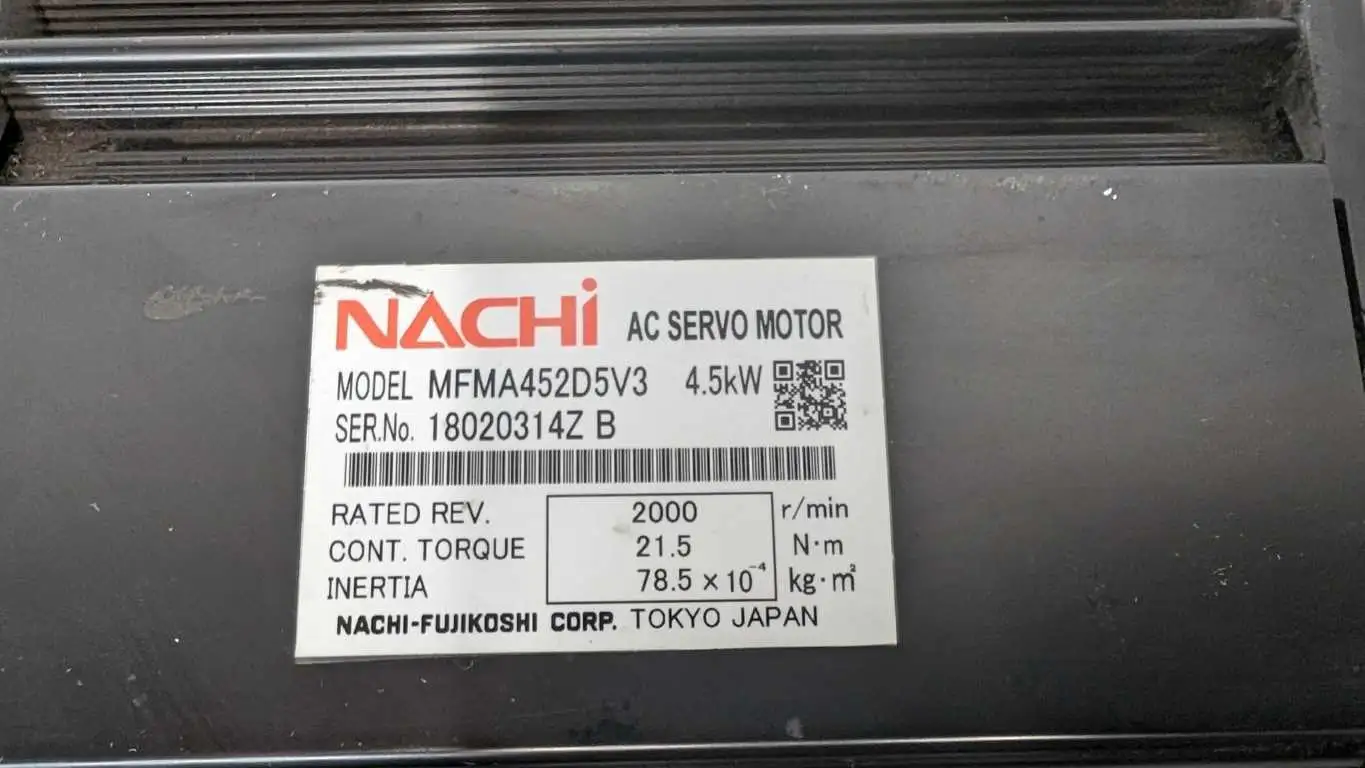 NACHi AC SERVO MOTOR
MODEL MFMA452D5V3 4.5kW
SER.No. 18020314Z B
RATED REV. 2000 r/min
CONT. TORQUE 21.5 N·m
INERTIA 78.5 × 10⁻⁴ kg·m²
NACHI-FUJIKOSHI CORP. TOKYO JAPAN